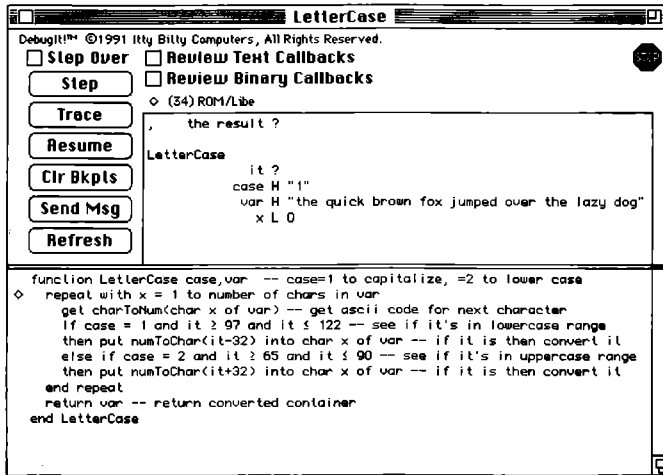 LetterCase
DebugIt!™ ©1991 Itty Bitty Computers, All Rights Reserved.
Step Over
Review Text Callbacks
Review Binary Callbacks
STOP
Step
Trace
Resume
Clr Bkpts
Send Msg
Refresh
◇ (34) ROM/Libe
, the result ?
LetterCase
it ?
case H "1"
var H "the quick brown fox jumped over the lazy dog"
x L 0
function LetterCase case,var -- case=1 to capitalize, =2 to lower case
◇ repeat with x = 1 to number of chars in var
get charToNum(char x of var) -- get ascii code for next character
if case = 1 and it ≥ 97 and it ≤ 122 -- see if it's in lowercase range
then put numToChar(it-32) into char x of var -- if it is then convert it
else if case = 2 and it ≥ 65 and it ≤ 90 -- see if it's in uppercase range
then put numToChar(it+32) into char x of var -- if it is then convert it
end repeat
return var -- return converted container
end LetterCase